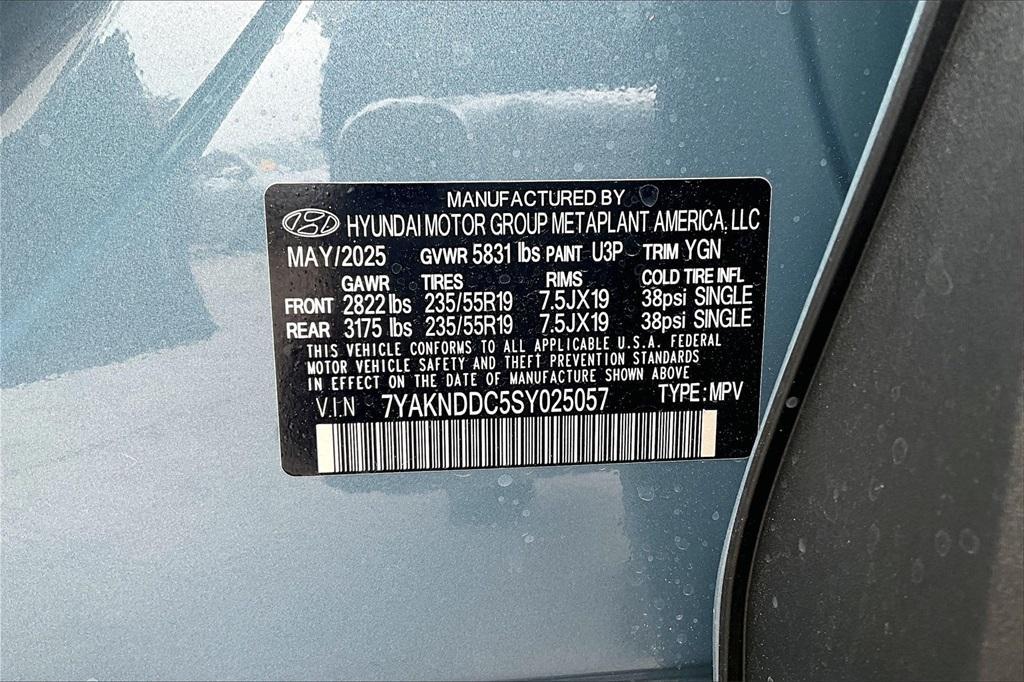 MANUFACTURED BY
HYUNDAI MOTOR GROUP METAPLANT AMERICA, LLC
MAY/2025 GVWR 5831 lbs PAINT U3P TRIM YGN
GAWR TIRES RIMS COLD TIRE INFL
FRONT 2822 lbs 235/55R19 7.5JX19 38psi SINGLE
REAR 3175 lbs 235/55R19 7.5JX19 38psi SINGLE
THIS VEHICLE CONFORMS TO ALL APPLICABLE U.S.A. FEDERAL
MOTOR VEHICLE SAFETY AND THEFT PREVENTION STANDARDS
IN EFFECT ON THE DATE OF MANUFACTURE SHOWN ABOVE
V.I.N 7YAKNDDC5SY025057 TYPE: MPV